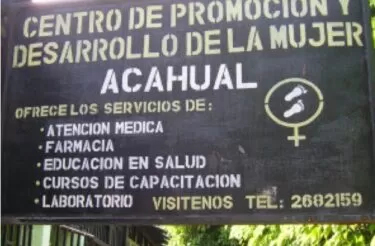 CENTRO DE PROMOCION Y
DESARROLLO DE LA MUJER
ACAHUAL
OFRECE LOS SERVICIOS DE:
• ATENCION MEDICA
• FARMACIA
• EDUCACION EN SALUD
• CURSOS DE CAPACITACION
• LABORATORIO VISITENOS TEL: 2682159